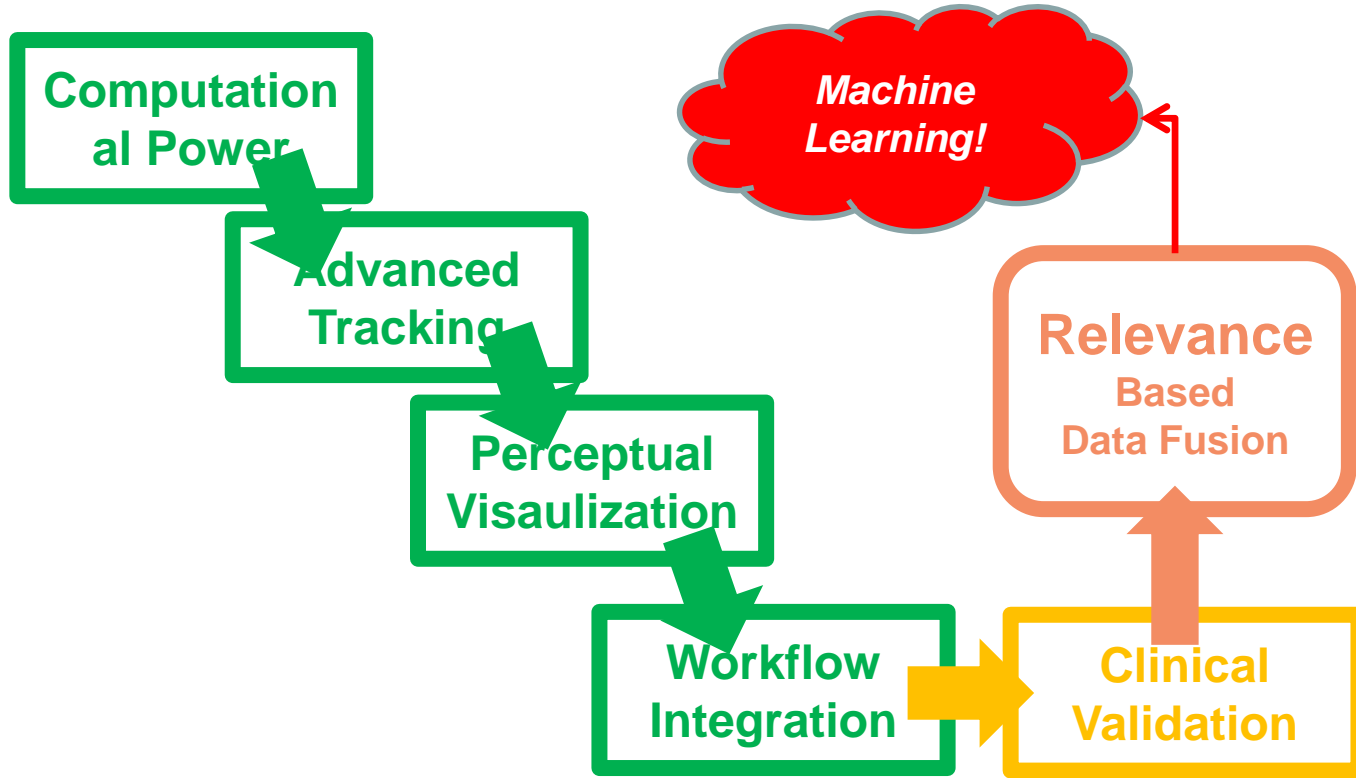 Computation
al Power
Machine
Learning!
Advanced
Tracking
Relevance
Based
Data Fusion
Perceptual
Visaulization
Workflow
Integration
Clinical
Validation